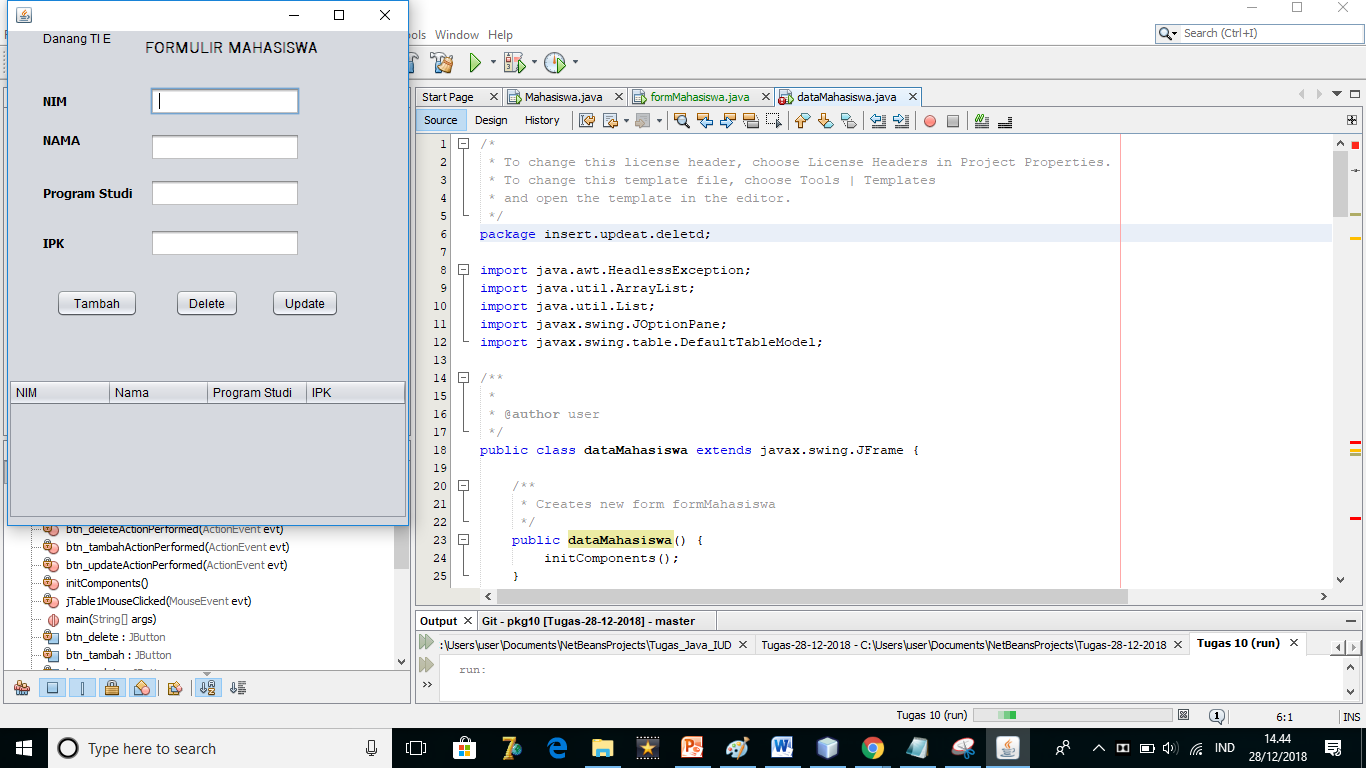 Danang TI E
FORMULIR MAHASISWA
NIM
NAMA
Program Studi
IPK
Tambah Delete Update
NIM Nama Program Studi IPK
btn_deleteActionPerformed(ActionEvent evt)
btn_tambahActionPerformed(ActionEvent evt)
btn_updateActionPerformed(ActionEvent evt)
initComponents()
jTable1MouseClicked(MouseEvent evt)
main(String[] args)
btn_delete : JButton
btn_tambah : JButton
Window Help
Search (Ctrl+I)
Start Page Mahasiswa.java formMahasiswa.java dataMahasiswa.java
Source Design History
1 /*
2 * To change this license header, choose License Headers in Project Properties.
3 * To change this template file, choose Tools | Templates
4 * and open the template in the editor.
5 */
6 package insert.updeat.deletd;
7
8 import java.awt.HeadlessException;
9 import java.util.ArrayList;
10 import java.util.List;
11 import javax.swing.JOptionPane;
12 import javax.swing.table.DefaultTableModel;
13
14 /**
15 *
16 * @author user
17 */
18 public class dataMahasiswa extends javax.swing.JFrame {
19
20 /**
21 * Creates new form formMahasiswa
22 */
23 public dataMahasiswa() {
24 initComponents();
25 }
Output Git - pkg10 [Tugas-28-12-2018] - master
:\Users\user\Documents\NetBeansProjects\Tugas_Java_IUD Tugas-28-12-2018 - C:\Users\user\Documents\NetBeansProjects\Tugas-28-12-2018 Tugas 10 (run)
run:
Tugas 10 (run) 1 6:1 INS
Type here to search
IND
14.44
28/12/2018